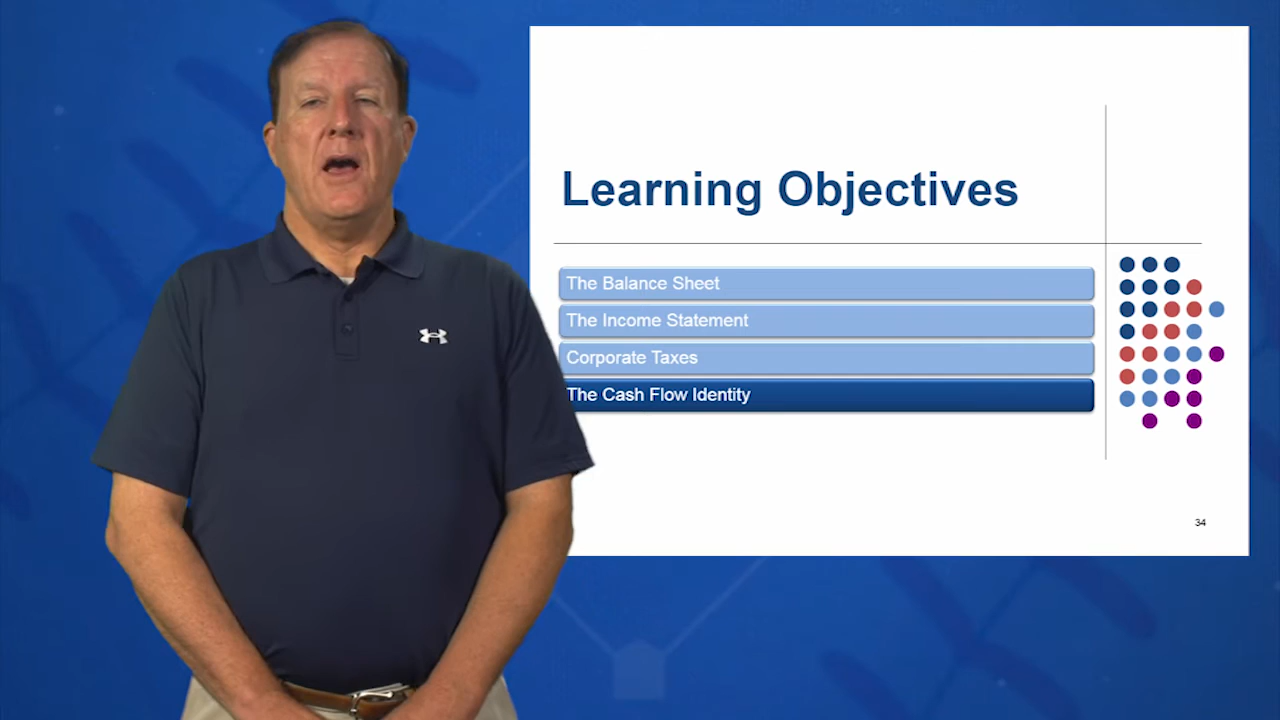 Learning Objectives
The Balance Sheet
The Income Statement
Corporate Taxes
The Cash Flow Identity
34